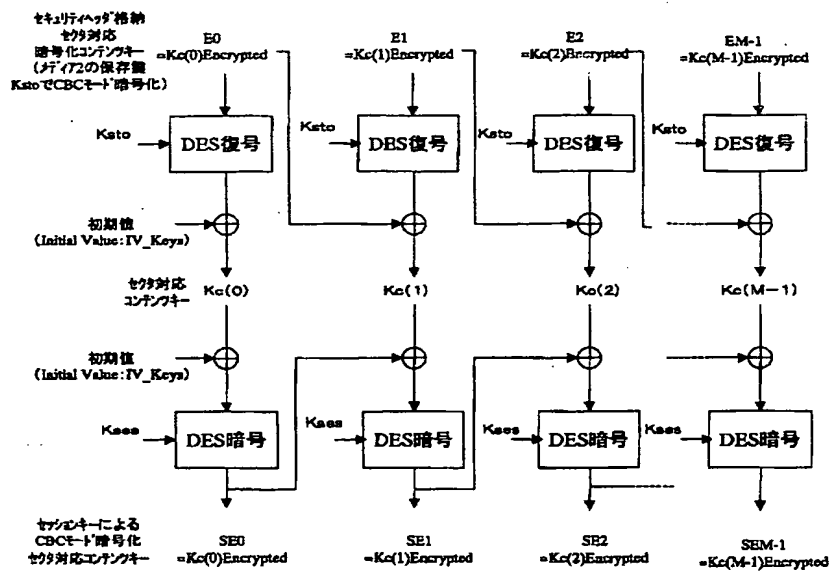 セキュリティヘッダ格納
セクタ対応
暗号化コンテンツキー
(メディア2の保存鍵
KstoでCBCモード暗号化)
E0
=Kc(0)Encrypted
E1
=Kc(1)Encrypted
E2
=Kc(2)Encrypted
EM-1
=Kc(M-1)Encrypted
Ksto
DES復号
Ksto
DES復号
Ksto
DES復号
Ksto
DES復号
初期値
(Initial Value:IV_Keys)
セクタ対応
コンテンツキー
Kc(0)
Kc(1)
Kc(2)
Kc(M-1)
初期値
(Initial Value:IV_Keys)
Kses
DES暗号
Kses
DES暗号
Kses
DES暗号
Kses
DES暗号
セッションキーによる
CBCモード暗号化
セクタ対応コンテンツキー
SE0
=Kc(0)Encrypted
SE1
=Kc(1)Encrypted
SE2
=Kc(2)Encrypted
SEM-1
=Kc(M-1)Encrypted